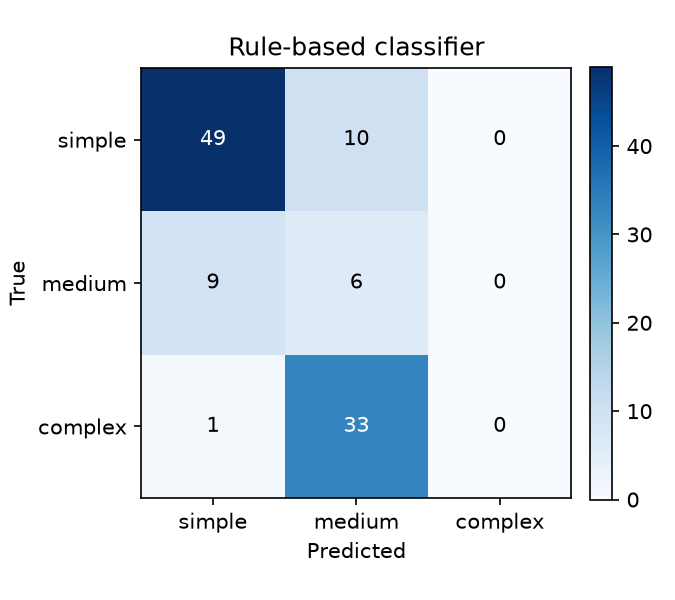 Rule-based classifier
True
simple 49 10 0
medium 9 6 0
complex 1 33 0
simple medium complex
Predicted
40
30
20
10
0